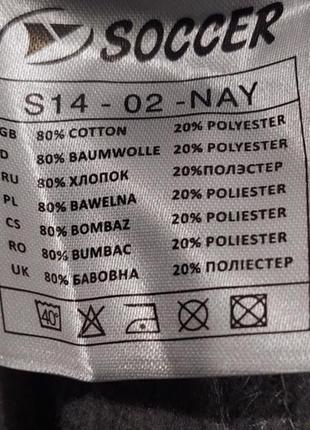 SOCCER
S14 - 02 -NAY
GB 80% COTTON 20% POLYESTER
D 80% BAUMWOLLE 20% POLYESTER
RU 80% ХЛОПОК 20%ПОЛЭСТЕР
PL 80% BAWELNA 20% POLIESTER
CS 80% BOMBAZ 20% POLIESTER
RO 80% BUMBAC 20% POLIESTER
UK 80% БАВОВНА 20% ПОЛІЕСТЕР
40°